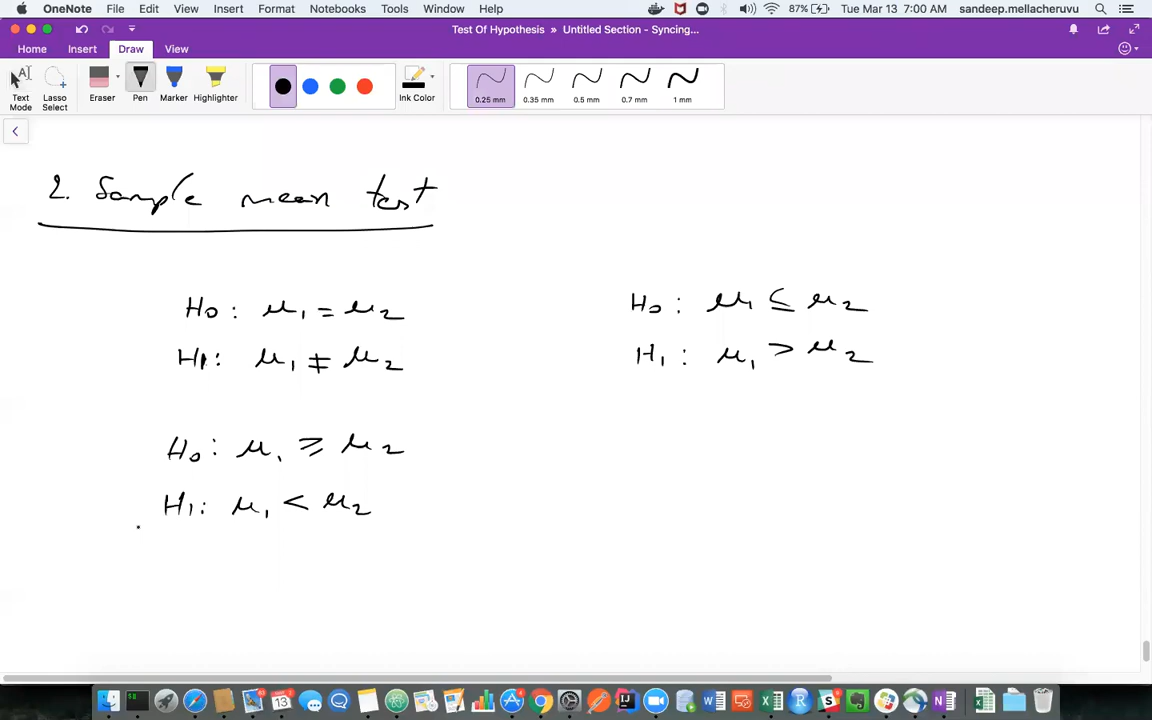 OneNote File Edit View Insert Format Notebooks Tools Window Help 87% Tue Mar 13 7:00 AM sandeep.mellacheruvu
Test Of Hypothesis » Untitled Section - Syncing...
Home Insert Draw View
Text Mode Lasso Select Eraser Pen Marker Highlighter Ink Color 0.25 mm 0.35 mm 0.5 mm 0.7 mm 1 mm
2. Sample mean test
H0: μ1 = μ2
H1: μ1 ≠ μ2
H0: μ1 ≤ μ2
H1: μ1 > μ2
H0: μ1 ≥ μ2
H1: μ1 < μ2